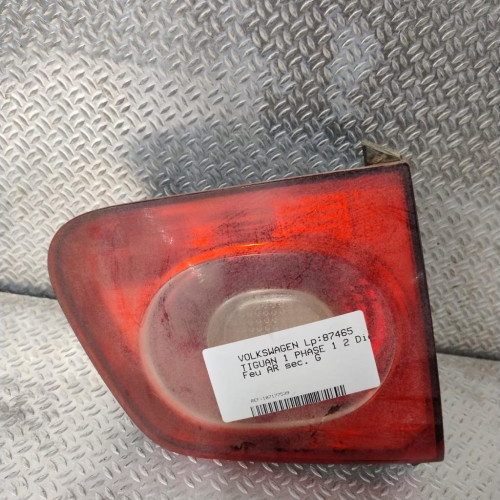 VOLKSWAGEN Lp:87465
TIGUAN 1 PHASE 1 2 Di
Feu AR sec. G